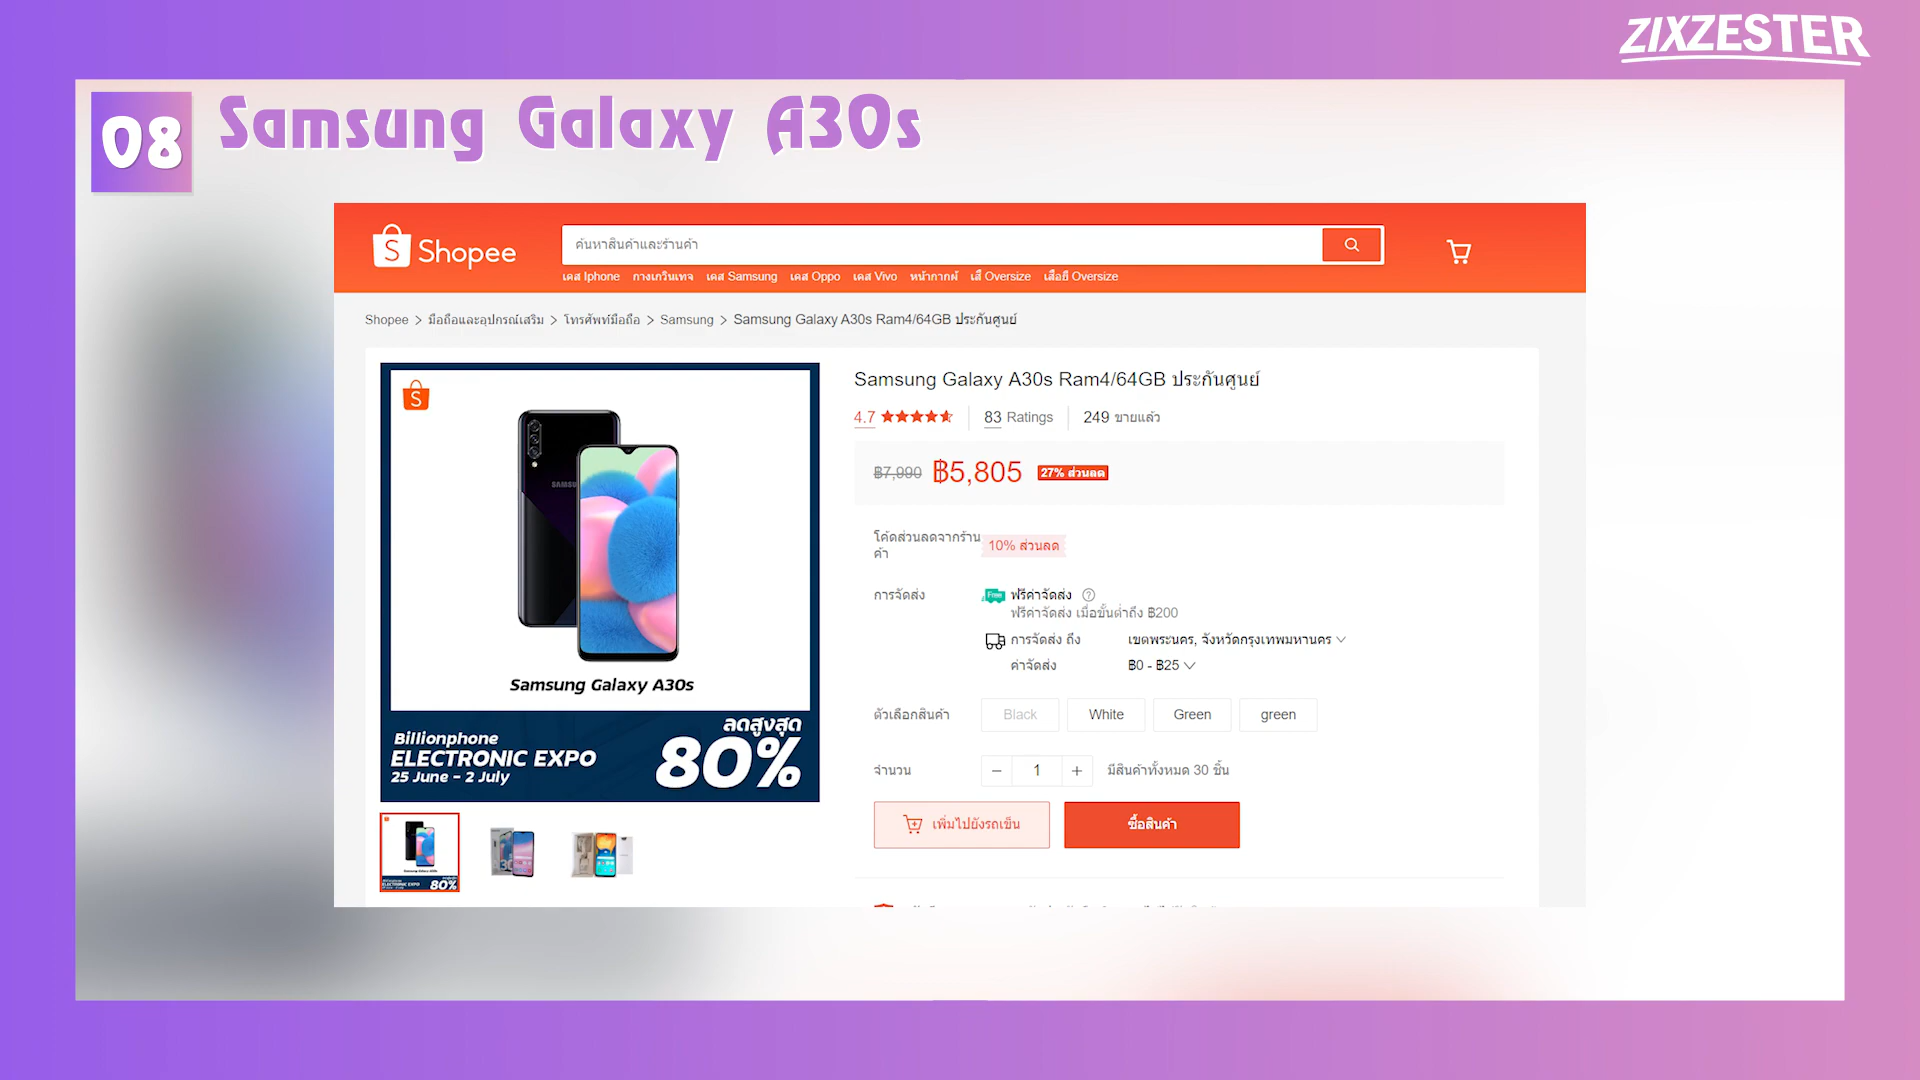 ZIXZESTER
08
Samsung Galaxy A30s
Shopee
ค้นหาสินค้าและร้านค้า
เคส Iphone กางเกวินเทจ เคส Samsung เคส Oppo เคส Vivo หน้ากากผ้ เสื้ Oversize เสื้อยื Oversize
Shopee > มือถือและอุปกรณ์เสริม > โทรศัพท์มือถือ > Samsung > Samsung Galaxy A30s Ram4/64GB ประกันศูนย์
Samsung Galaxy A30s Ram4/64GB ประกันศูนย์
4.7 83 Ratings 249 ขายแล้ว
฿7,990 ฿5,805 27% ส่วนลด
โค้ดส่วนลดจากร้าน
ค้า
10% ส่วนลด
การจัดส่ง
Free ฟรีค่าจัดส่ง ?
ฟรีค่าจัดส่ง เมื่อขั้นต่ำถึง ฿200
การจัดส่ง ถึง เขตพระนคร, จังหวัดกรุงเทพมหานคร
ค่าจัดส่ง ฿0 - ฿25
ตัวเลือกสินค้า Black White Green green
จำนวน − 1 + มีสินค้าทั้งหมด 30 ชิ้น
เพิ่มไปยังรถเข็น ซื้อสินค้า
SAMSUNG
Samsung Galaxy A30s
Billionphone
ELECTRONIC EXPO
25 June - 2 July
ลดสูงสุด
80%
Samsung Galaxy A30s
ELECTRONIC EXPO
80%